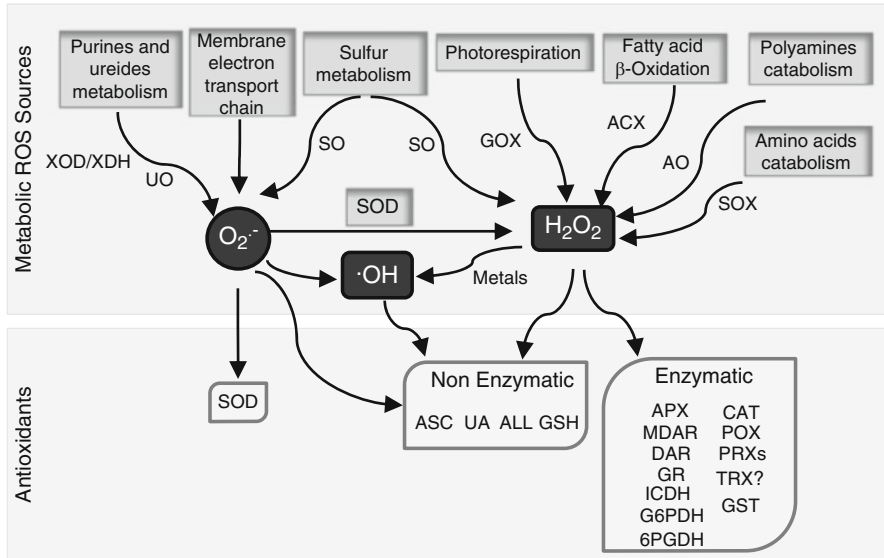 Metabolic ROS Sources
Purines and
ureides
metabolism
Membrane
electron
transport
chain
Sulfur
metabolism
Photorespiration
Fatty acid
β-Oxidation
Polyamines
catabolism
Amino acids
catabolism
XOD/XDH
UO
SO
SO
GOX
ACX
AO
SOX
SOD
O₂·-
H₂O₂
·OH
Metals
Antioxidants
SOD
Non Enzymatic
ASC UA ALL GSH
Enzymatic
APX CAT
MDAR POX
DAR PRXs
GR TRX?
ICDH
G6PDH GST
6PGDH